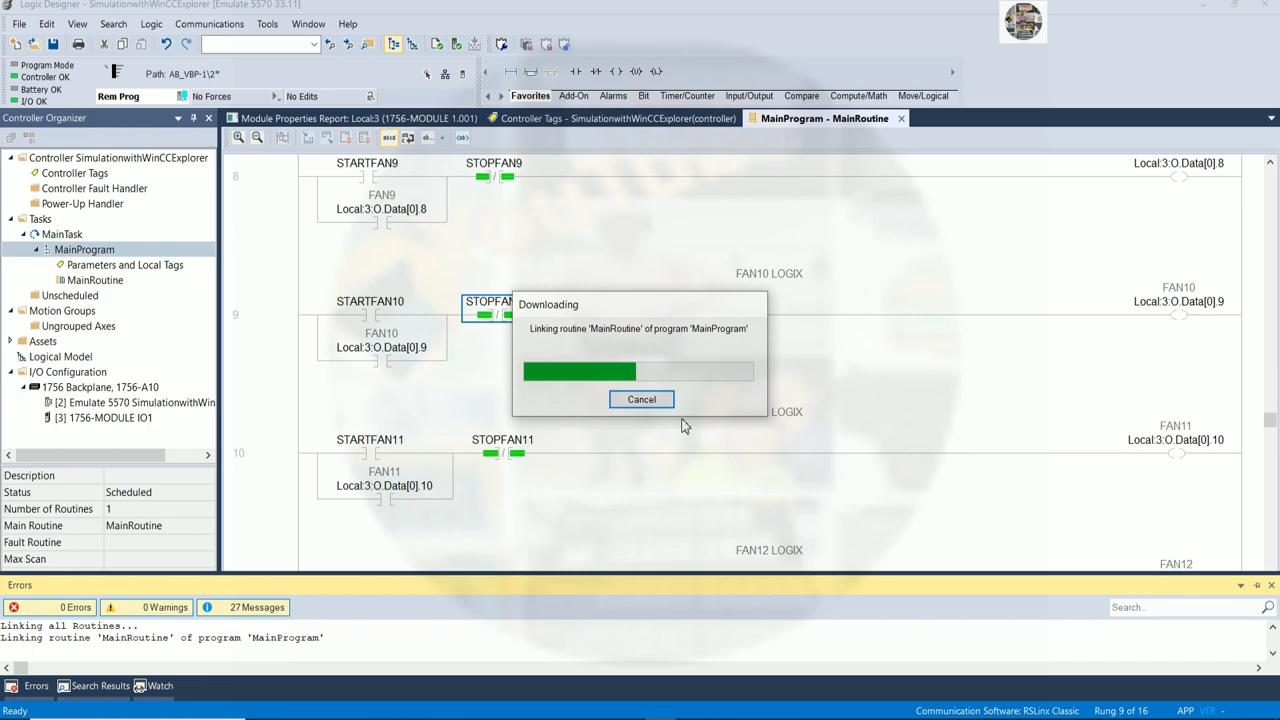 Logix Designer - SimulationwithWinCCExplorer [Emulate 5570 33.11]
File Edit View Search Logic Communications Tools Window Help
Program Mode
Controller OK
Battery OK
I/O OK
Path: AB_VBP-1\2*
Rem Prog No Forces No Edits
Favorites Add-On Alarms Bit Timer/Counter Input/Output Compare Compute/Math Move/Logical
Controller Organizer
Module Properties Report: Local:3 (1756-MODULE 1.001)
Controller Tags - SimulationwithWinCCExplorer(controller)
MainProgram - MainRoutine
Controller SimulationwithWinCCExplorer
Controller Tags
Controller Fault Handler
Power-Up Handler
Tasks
MainTask
MainProgram
Parameters and Local Tags
MainRoutine
Unscheduled
Motion Groups
Ungrouped Axes
Assets
Logical Model
I/O Configuration
1756 Backplane, 1756-A10
[2] Emulate 5570 SimulationwithWin
[3] 1756-MODULE IO1
Description
Status Scheduled
Number of Routines 1
Main Routine MainRoutine
Fault Routine
Max Scan
abcd
8
STARTFAN9 STOPFAN9 Local:3:O.Data[0].8
FAN9
Local:3:O.Data[0].8
FAN10 LOGIX
9
FAN10
STARTFAN10 STOPFAN Local:3:O.Data[0].9
FAN10
Local:3:O.Data[0].9
LOGIX
10
FAN11
STARTFAN11 STOPFAN11 Local:3:O.Data[0].10
FAN11
Local:3:O.Data[0].10
FAN12 LOGIX
FAN12
Downloading
Linking routine 'MainRoutine' of program 'MainProgram'
Cancel
Errors
0 Errors 0 Warnings 27 Messages
Search...
Linking all Routines...
Linking routine 'MainRoutine' of program 'MainProgram'
Errors Search Results Watch
Ready
Communication Software: RSLinx Classic Rung 9 of 16 APP VER -